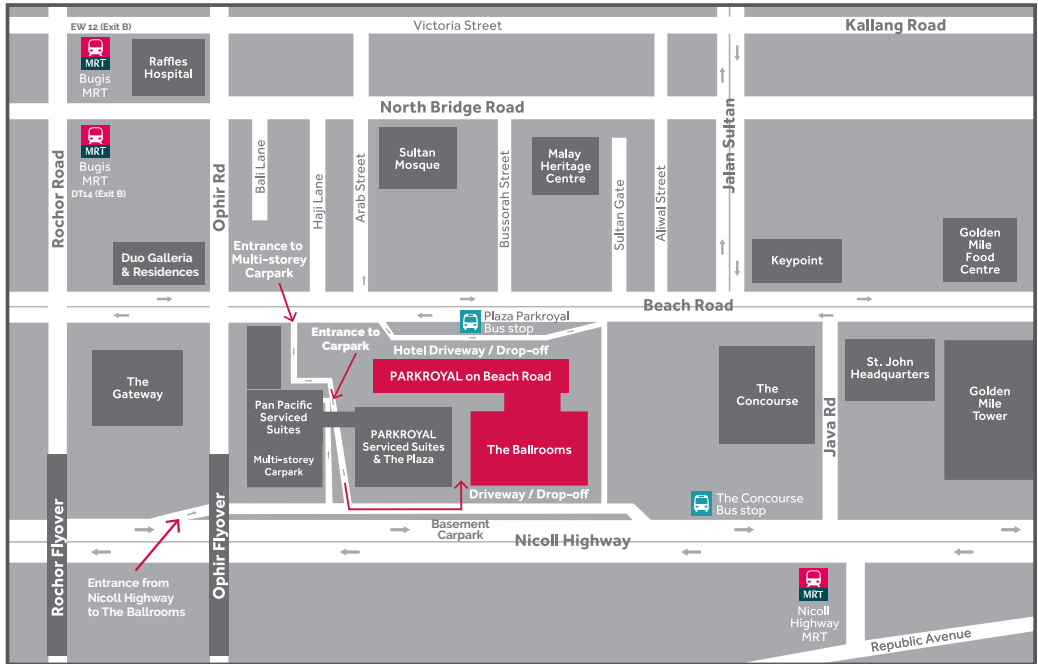 EW 12 (Exit B)
Victoria Street
Kallang Road
MRT
Bugis
MRT
Raffles
Hospital
North Bridge Road
MRT
Bugis
MRT
DT14 (Exit B)
Rochor Road
Ophir Rd
Bali Lane
Haji Lane
Arab Street
Sultan
Mosque
Bussorah Street
Malay
Heritage
Centre
Sultan Gate
Aliwal Street
Jalan Sultan
Duo Galleria
& Residences
Entrance to
Multi-storey
Carpark
Keypoint
Golden
Mile
Food
Centre
Beach Road
Plaza Parkroyal
Bus stop
Entrance to
Carpark
Hotel Driveway / Drop-off
PARKROYAL on Beach Road
The
Gateway
Pan Pacific
Serviced
Suites
Multi-storey
Carpark
PARKROYAL
Serviced Suites
& The Plaza
The Ballrooms
Driveway / Drop-off
The
Concourse
Java Rd
St. John
Headquarters
Golden
Mile
Tower
The Concourse
Bus stop
Basement
Carpark
Nicoll Highway
Rochor Flyover
Ophir Flyover
Entrance from
Nicoll Highway
to The Ballrooms
MRT
Nicoll
Highway
MRT
Republic Avenue